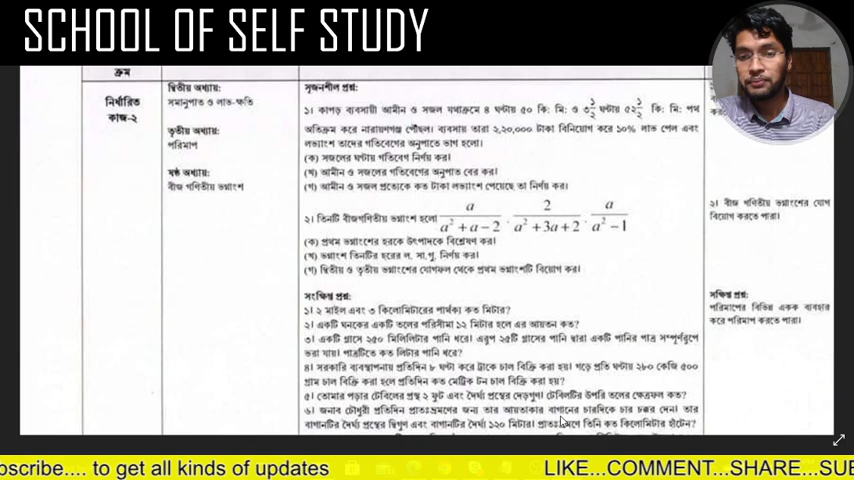 SCHOOL OF SELF STUDY
ক্রম
নির্ধারিত
কাজ-২
দ্বিতীয় অধ্যায়:
সমানুপাত ও লাভ-ক্ষতি
তৃতীয় অধ্যায়:
পরিমাপ
ষষ্ঠ অধ্যায়:
বীজ গণিতীয় ভগ্নাংশ
সৃজনশীল প্রশ্ন:
১। কাপড় ব্যবসায়ী আমীন ও সজল যথাক্রমে ৪ ঘণ্টায় ৫০ কি: মি: ও ৩ ১/২ ঘণ্টায় ৫২ ১/২ কি: মি: পথ
অতিক্রম করে নারায়ণগঞ্জ পৌঁছল। ব্যবসায় তারা ২,২০,০০০ টাকা বিনিয়োগ করে ১০% লাভ পেল এবং
লভ্যাংশ তাদের গতিবেগের অনুপাতে ভাগ হলো।
(ক) সজলের ঘণ্টায় গতিবেগ নির্ণয় কর।
(খ) আমীন ও সজলের গতিবেগের অনুপাত বের কর।
(গ) আমীন ও সজল প্রত্যেকে কত টাকা লভ্যাংশ পেয়েছে তা নির্ণয় কর।
২। তিনটি বীজগণিতীয় ভগ্নাংশ হলো a/(a²+a−2) , 2/(a²+3a+2) , a/(a²−1)
(ক) প্রথম ভগ্নাংশের হরকে উৎপাদকে বিশ্লেষণ কর।
(খ) ভগ্নাংশ তিনটির হরের ল. সা.গু. নির্ণয় কর।
(গ) দ্বিতীয় ও তৃতীয় ভগ্নাংশের যোগফল থেকে প্রথম ভগ্নাংশটি বিয়োগ কর।
সংক্ষিপ্ত প্রশ্ন:
১। ২ মাইল এবং ৩ কিলোমিটারের পার্থক্য কত মিটার?
২। একটি ঘনকের একটি তলের পরিসীমা ১২ মিটার হলে এর আয়তন কত?
৩। একটি গ্লাসে ২৫০ মিলিলিটার পানি ধরে। এরূপ ২৫টি গ্লাসের পানি দ্বারা একটি পানির পাত্র সম্পূর্ণরূপে
ভরা যায়। পাত্রটিতে কত লিটার পানি ধরে?
৪। সরকারি ব্যবস্থাপনায় প্রতিদিন ৮ ঘণ্টা করে ট্রাকে চাল বিক্রি করা হয়। গড়ে প্রতি ঘণ্টায় ২৮০ কেজি ৫০০
গ্রাম চাল বিক্রি করা হলে প্রতিদিন কত মেট্রিক টন চাল বিক্রি করা হয়?
৫। তোমার পড়ার টেবিলের প্রস্থ ২ ফুট এবং দৈর্ঘ্য প্রস্থের দেড়গুণ। টেবিলটির উপরি তলের ক্ষেত্রফল কত?
৬। জনাব চৌধুরী প্রতিদিন প্রাতঃভ্রমণের জন্য তার আয়তাকার বাগানের চারদিকে চার চক্কর দেন। তার
বাগানটির দৈর্ঘ্য প্রস্থের দ্বিগুণ এবং বাগানটির দৈর্ঘ্য ১২০ মিটার। প্রাতঃভ্রমণে তিনি কত কিলোমিটার হাঁটেন?
২। বীজ গণিতীয় ভগ্নাংশের যোগ
বিয়োগ করতে পারা।
সংক্ষিপ্ত প্রশ্ন:
পরিমাপের বিভিন্ন একক ব্যবহার
করে পরিমাপ করতে পারা।
bscribe.... to get all kinds of updates
LIKE...COMMENT...SHARE...SUB